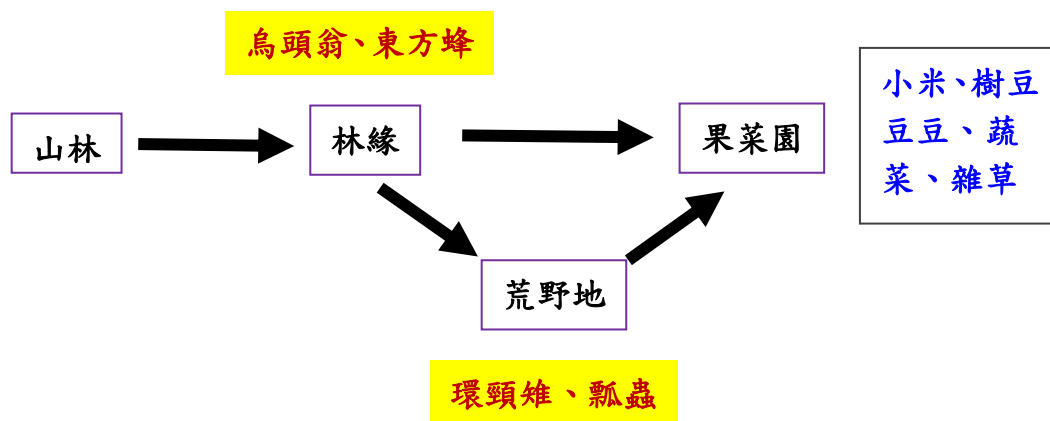 烏頭翁、東方蜂
山林
林緣
果菜園
小米、樹豆
豆豆、蔬
菜、雜草
荒野地
環頸雉、瓢蟲